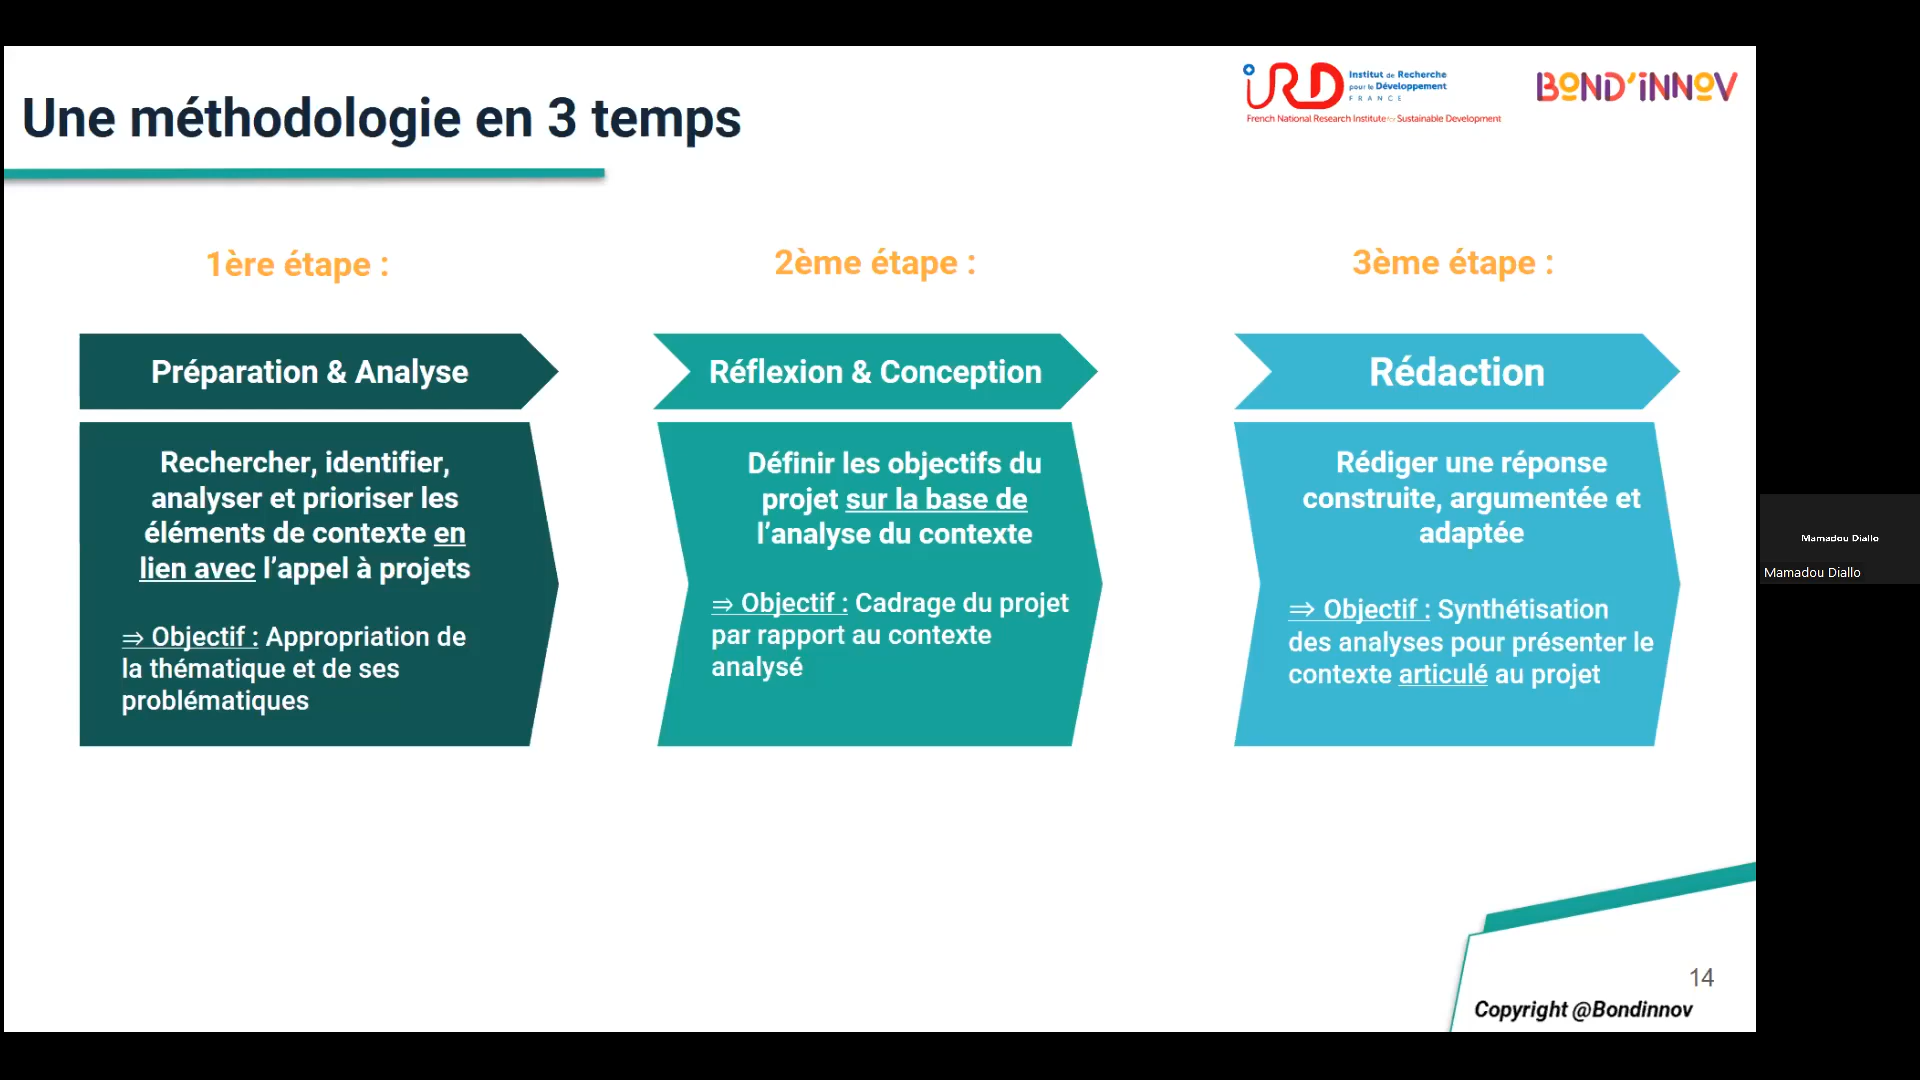 Une méthodologie en 3 temps
iRD
Institut de Recherche
pour le Développement
FRANCE
French National Research Institute for Sustainable Development
BOND'iNNOV
1ère étape :
Préparation & Analyse
Rechercher, identifier,
analyser et prioriser les
éléments de contexte en
lien avec l'appel à projets
⇒ Objectif : Appropriation de
la thématique et de ses
problématiques
2ème étape :
Réflexion & Conception
Définir les objectifs du
projet sur la base de
l'analyse du contexte
⇒ Objectif : Cadrage du projet
par rapport au contexte
analysé
3ème étape :
Rédaction
Rédiger une réponse
construite, argumentée et
adaptée
⇒ Objectif : Synthétisation
des analyses pour présenter le
contexte articulé au projet
Mamadou Diallo
Mamadou Diallo
14
Copyright @Bondinnov